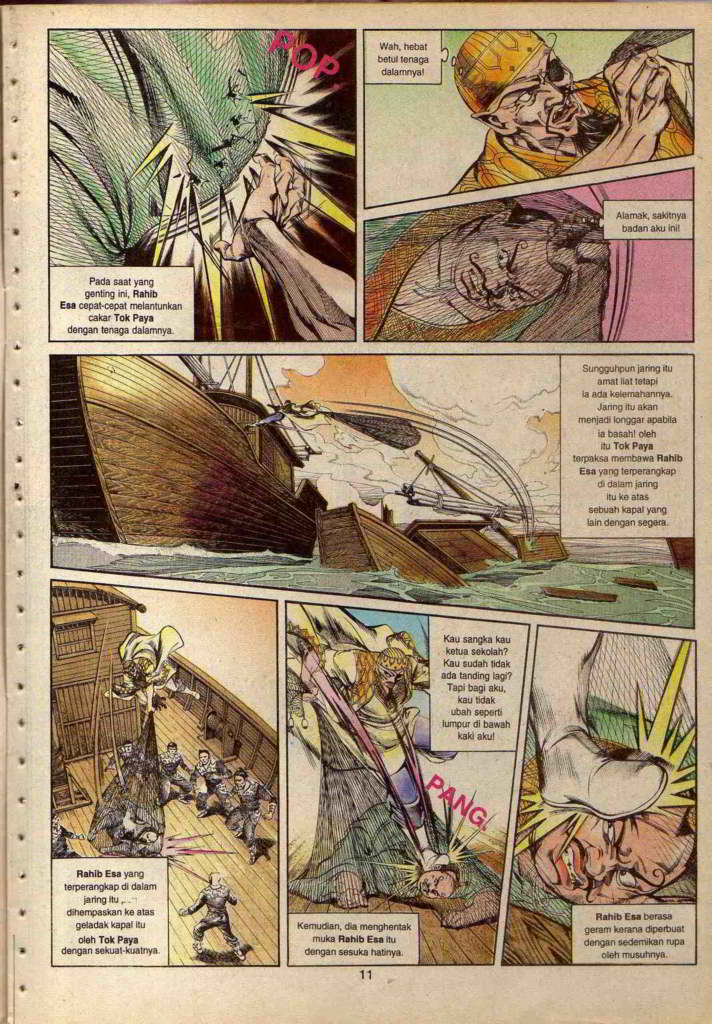 POP.
Pada saat yang
genting ini, Rahib
Esa cepat-cepat melantunkan
cakar Tok Paya
dengan tenaga dalamnya.
Wah, hebat
betul tenaga
dalamnya!
Alamak, sakitnya
badan aku ini!
Sungguhpun jaring itu
amat liat tetapi
ia ada kelemahannya.
Jaring itu akan
menjadi longgar apabila
ia basah! oleh
itu Tok Paya
terpaksa membawa Rahib
Esa yang terperangkap
di dalam jaring
itu ke atas
sebuah kapal yang
lain dengan segera.
Rahib Esa yang
terperangkap di dalam
jaring itu
dihempaskan ke atas
geladak kapal itu
oleh Tok Paya
dengan sekuat-kuatnya.
Kau sangka kau
ketua sekolah?
Kau sudah tidak
ada tanding lagi?
Tapi bagi aku,
kau tidak
ubah seperti
lumpur di bawah
kaki aku!
PANG.
Kemudian, dia menghentak
muka Rahib Esa itu
dengan sesuka hatinya.
Rahib Esa berasa
geram kerana diperbuat
dengan sedemikan rupa
oleh musuhnya.
11